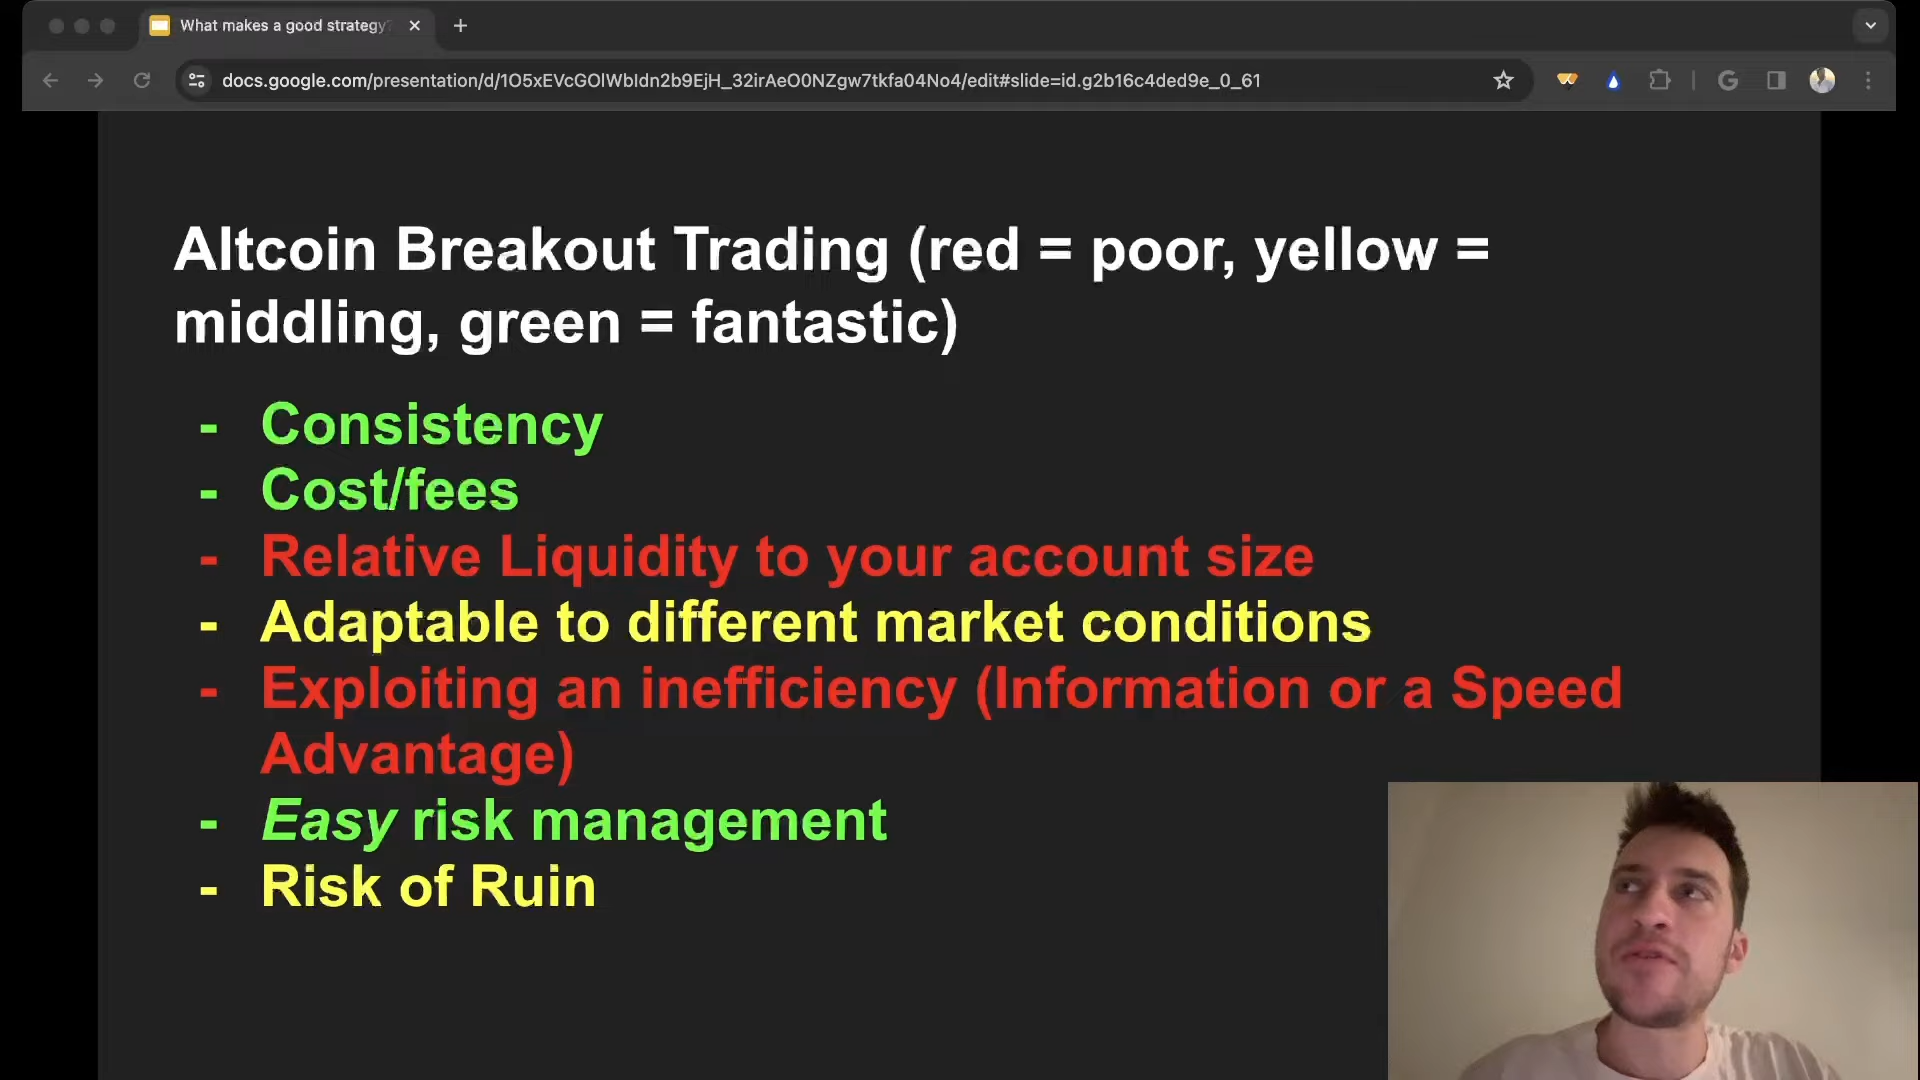 What makes a good strategy
docs.google.com/presentation/d/1O5xEVcGOlWbIdn2b9EjH_32irAeO0NZgw7tkfa04No4/edit#slide=id.g2b16c4ded9e_0_61
Altcoin Breakout Trading (red = poor, yellow =
middling, green = fantastic)
- Consistency
- Cost/fees
- Relative Liquidity to your account size
- Adaptable to different market conditions
- Exploiting an inefficiency (Information or a Speed
Advantage)
- Easy risk management
- Risk of Ruin